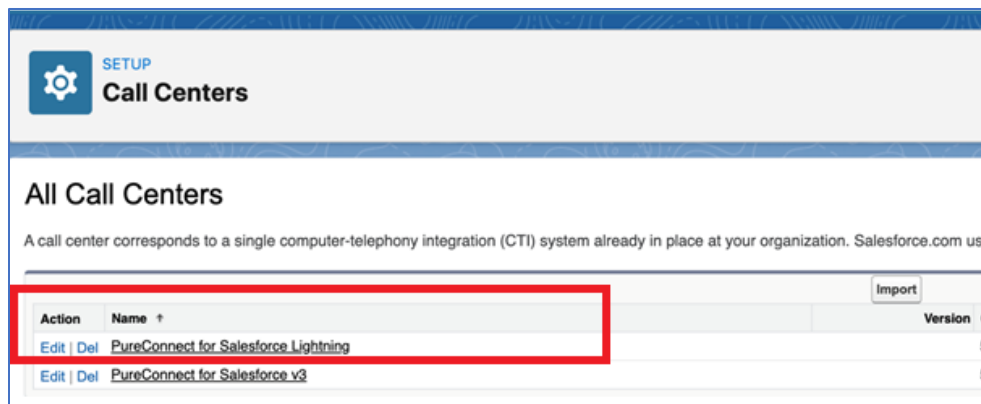 SETUP
Call Centers
All Call Centers
A call center corresponds to a single computer-telephony integration (CTI) system already in place at your organization. Salesforce.com
Import
Action Name ↑ Version
Edit | Del PureConnect for Salesforce Lightning
Edit | Del PureConnect for Salesforce v3